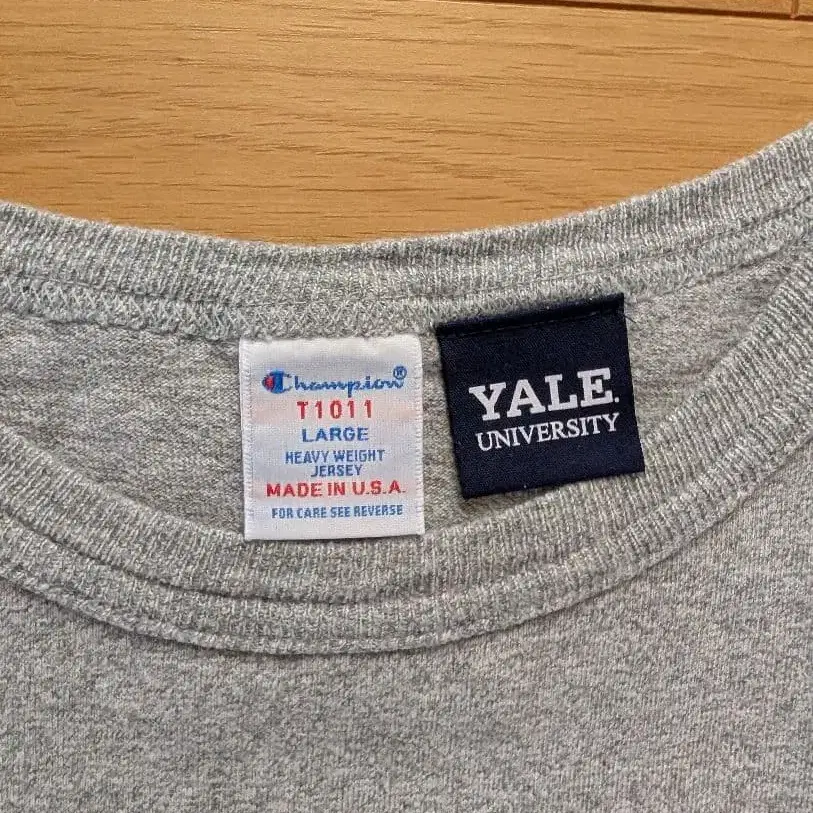 Champion®
T1011
LARGE
HEAVY WEIGHT
JERSEY
MADE IN U.S.A.
FOR CARE SEE REVERSE
YALE.
UNIVERSITY